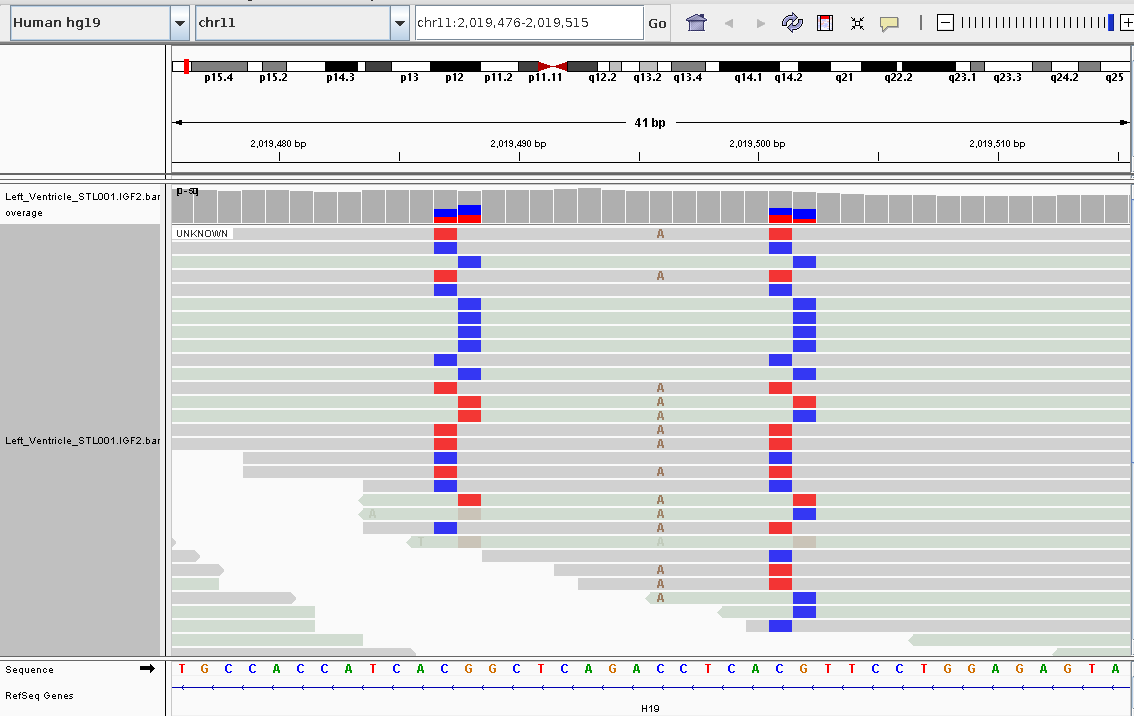 Human hg19 chr11 chr11:2,019,476-2,019,515 Go
p15.4 p15.2 p14.3 p13 p12 p11.2 p11.11 q12.2 q13.2 q13.4 q14.1 q14.2 q21 q22.2 q23.1 q23.3 q24.2 q25
41 bp
2,019,480 bp 2,019,490 bp 2,019,500 bp 2,019,510 bp
Left_Ventricle_STL001.IGF2.bar
overage
UNKNOWN A
A
A
A
A
A
A
Left_Ventricle_STL001.IGF2.bar
A
A
A A
A
T A
A
A
A
Sequence T G C C A C C A T C A C G G C T C A G A C C T C A C G T T C C T G G A G A G T A
RefSeq Genes
H19